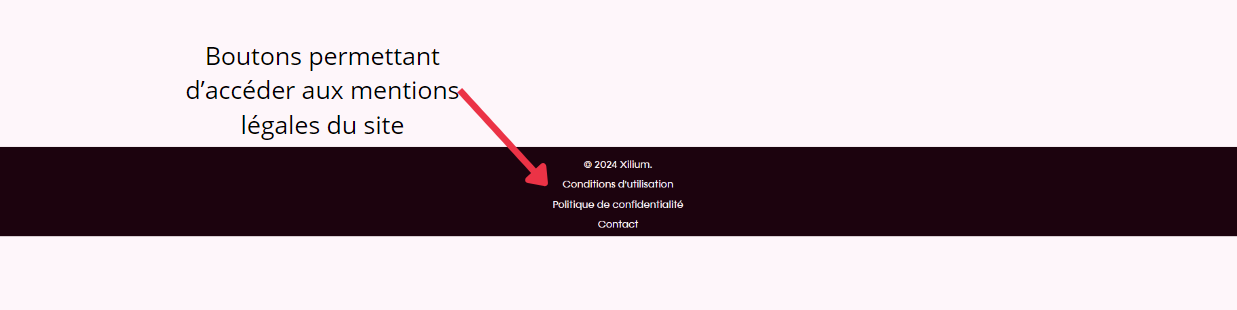 Boutons permettant
d’accéder aux mentions
légales du site
© 2024 Xilium.
Conditions d'utilisation
Politique de confidentialité
Contact